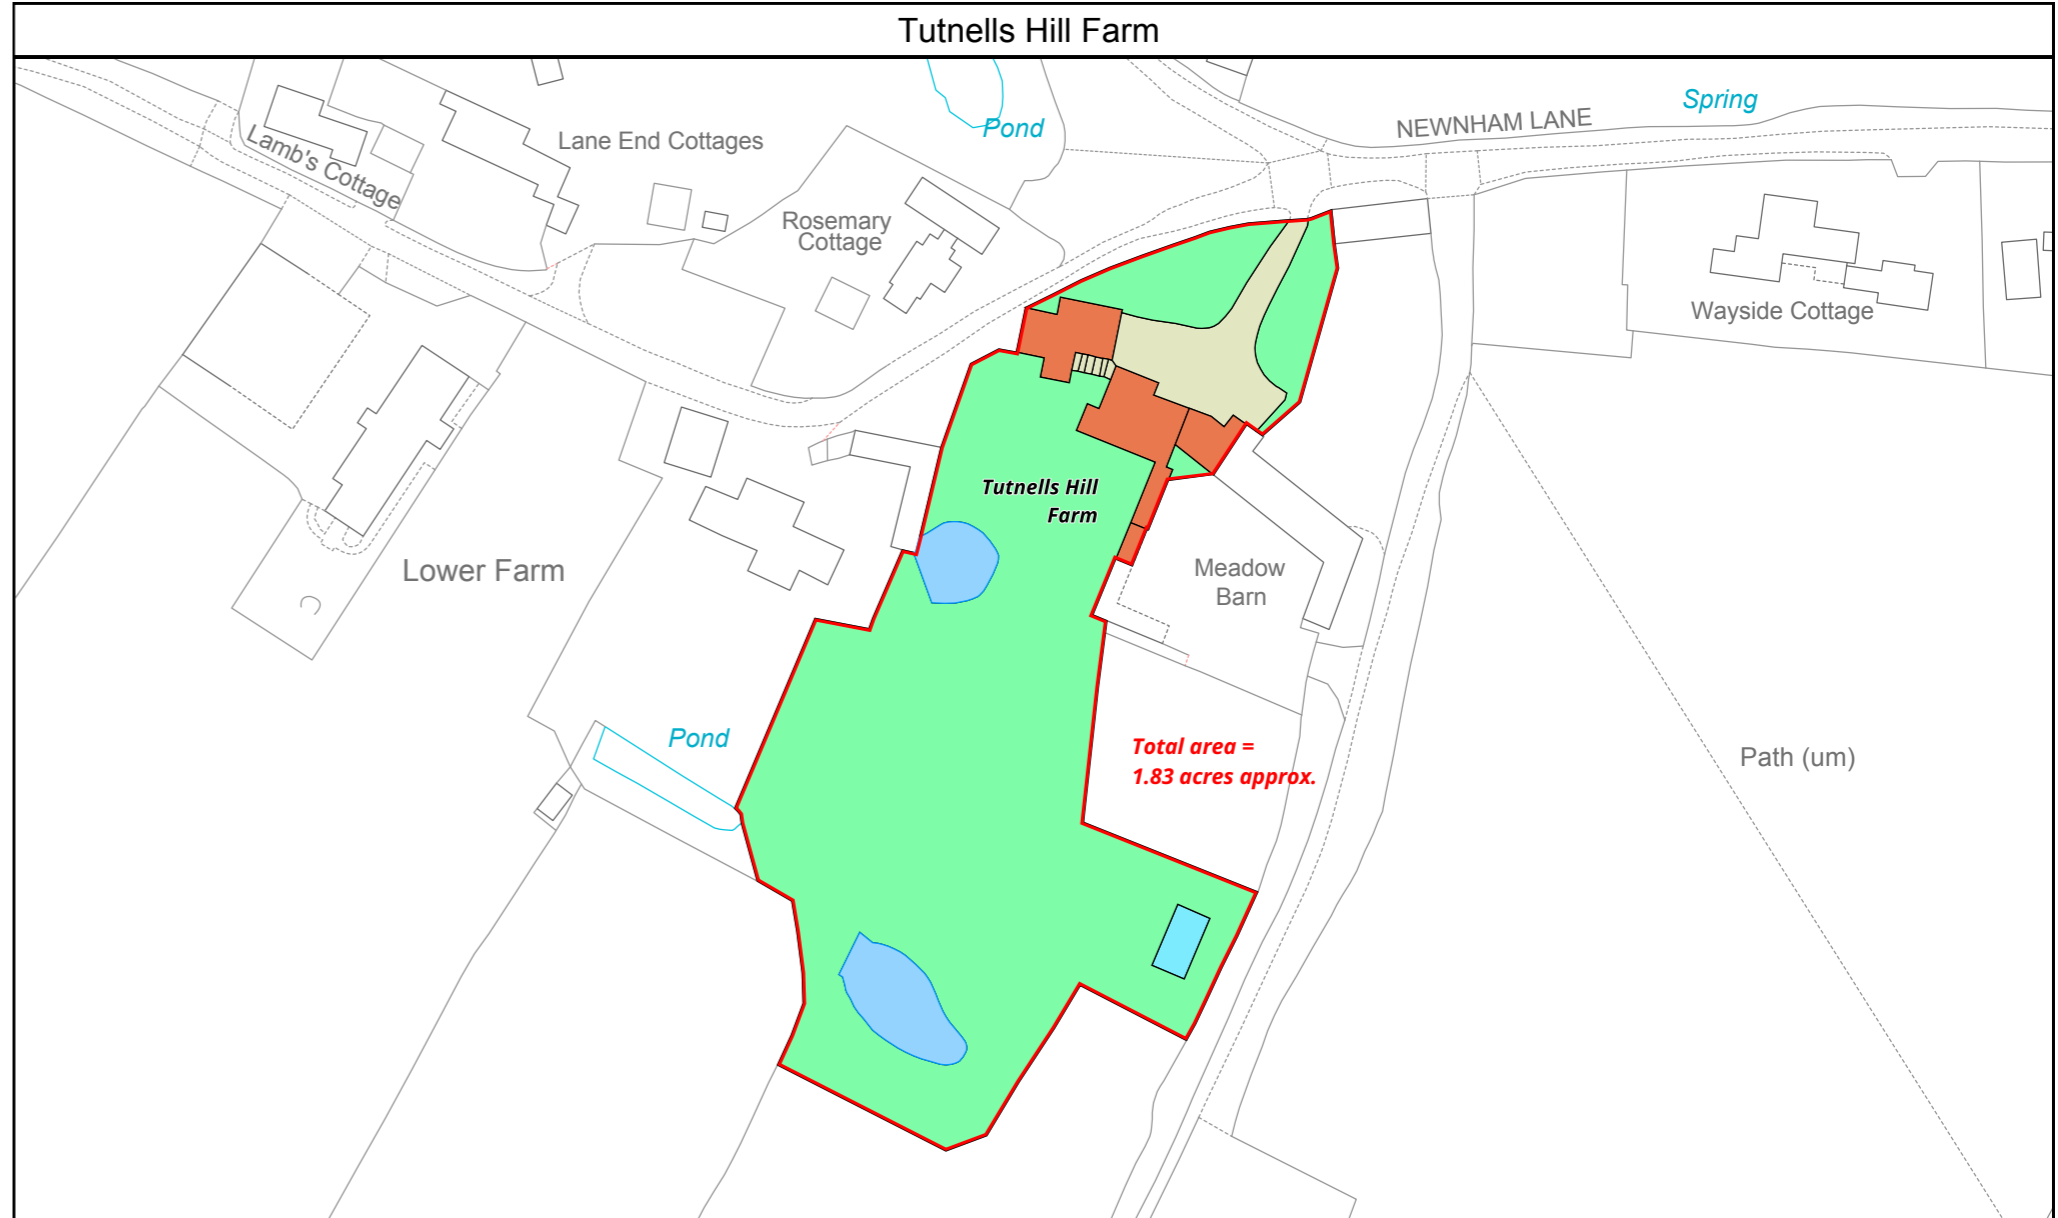 Tutnells Hill Farm
Spring
Pond
NEWNHAM LANE
Lane End Cottages
Lamb's Cottage
Rosemary
Cottage
Wayside Cottage
Tutnells Hill
Farm
Lower Farm
Meadow
Barn
Pond
Total area =
1.83 acres approx.
Path (um)